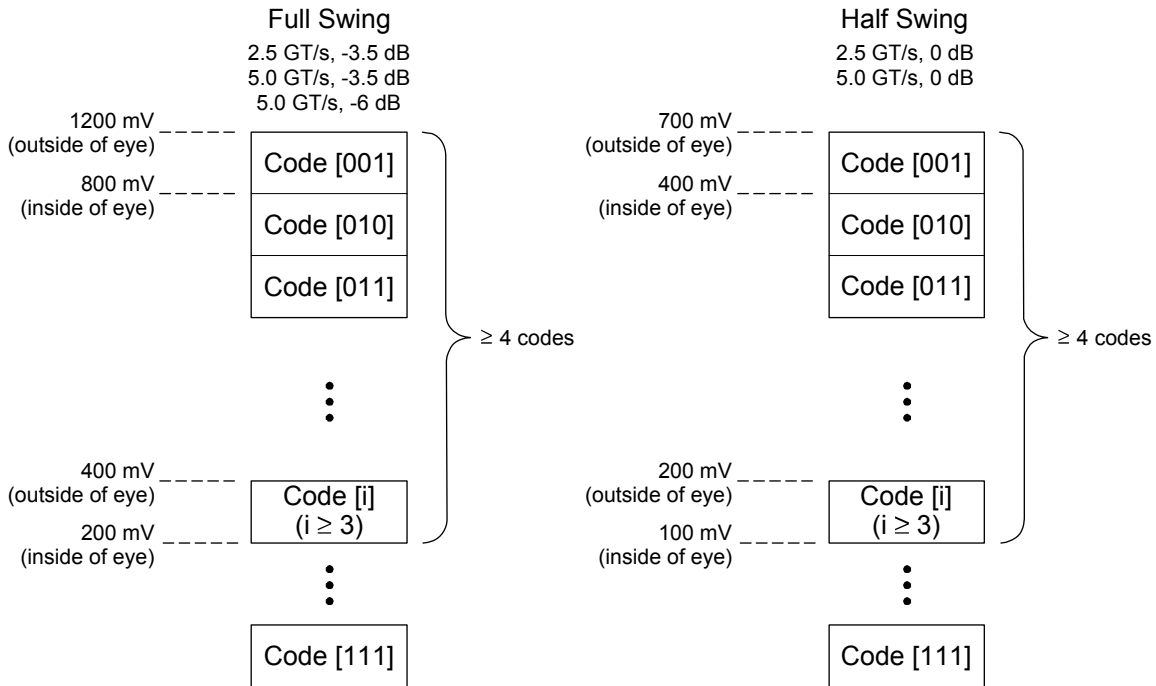 Full Swing
2.5 GT/s, -3.5 dB
5.0 GT/s, -3.5 dB
5.0 GT/s, -6 dB
1200 mV
(outside of eye)
800 mV
(inside of eye)
Code [001]
Code [010]
Code [011]
≥ 4 codes
400 mV
(outside of eye)
200 mV
(inside of eye)
Code [i]
(i ≥ 3)
Code [111]
Half Swing
2.5 GT/s, 0 dB
5.0 GT/s, 0 dB
700 mV
(outside of eye)
400 mV
(inside of eye)
Code [001]
Code [010]
Code [011]
≥ 4 codes
200 mV
(outside of eye)
100 mV
(inside of eye)
Code [i]
(i ≥ 3)
Code [111]